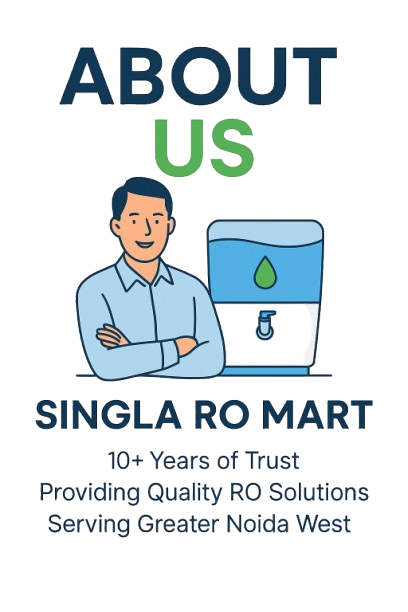 ABOUT
US
SINGLA RO MART
10+ Years of Trust
Providing Quality RO Solutions
Serving Greater Noida West